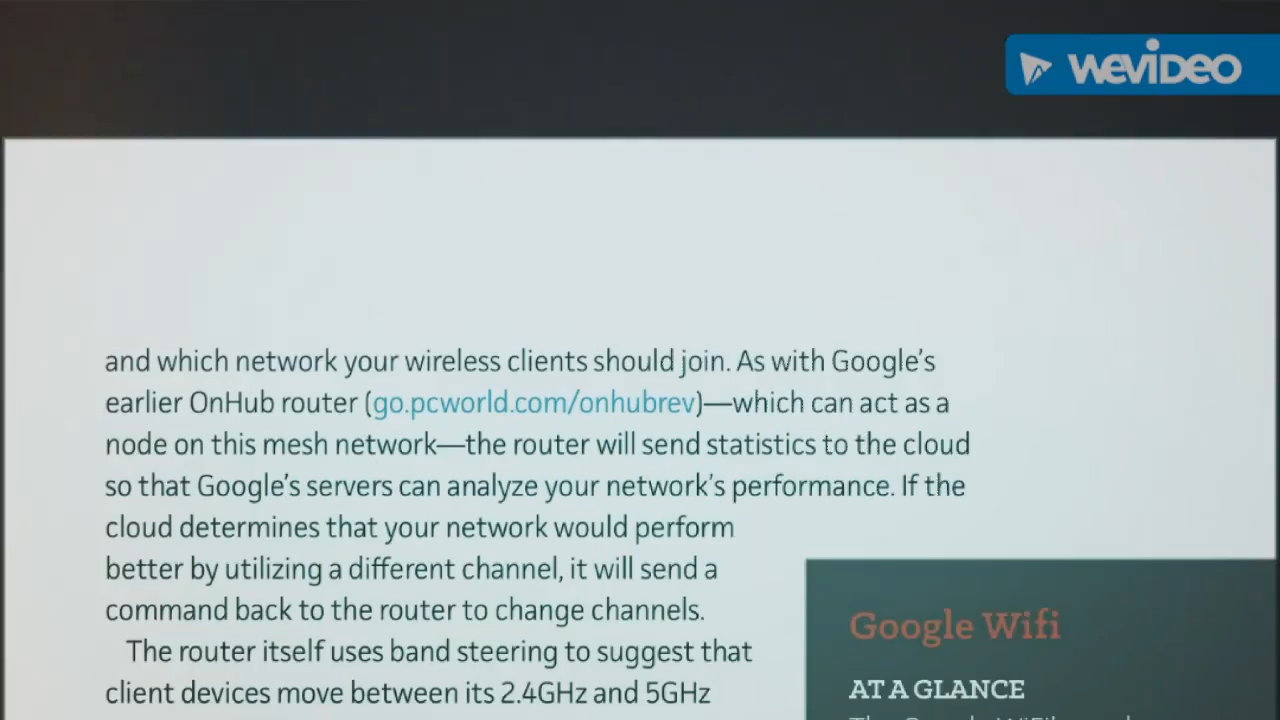 WEVIDEO
and which network your wireless clients should join. As with Google's
earlier OnHub router (go.pcworld.com/onhubrev)—which can act as a
node on this mesh network—the router will send statistics to the cloud
so that Google's servers can analyze your network's performance. If the
cloud determines that your network would perform
better by utilizing a different channel, it will send a
command back to the router to change channels.
The router itself uses band steering to suggest that
client devices move between its 2.4GHz and 5GHz
Google Wifi
AT A GLANCE